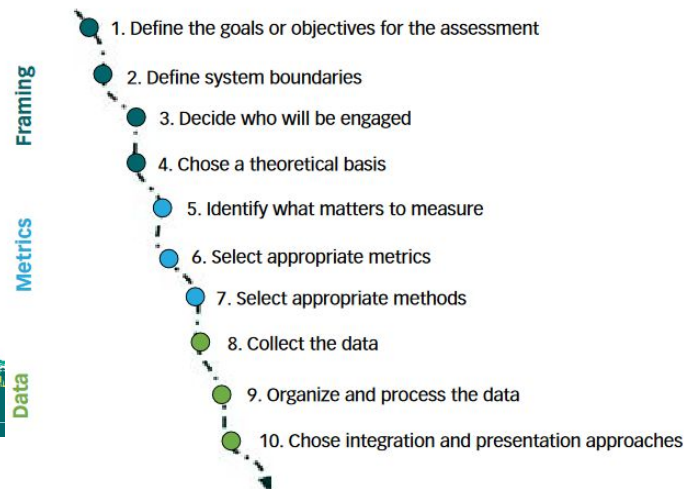 Framing
1. Define the goals or objectives for the assessment
2. Define system boundaries
3. Decide who will be engaged
4. Chose a theoretical basis
Metrics
5. Identify what matters to measure
6. Select appropriate metrics
7. Select appropriate methods
Data
8. Collect the data
9. Organize and process the data
10. Chose integration and presentation approaches